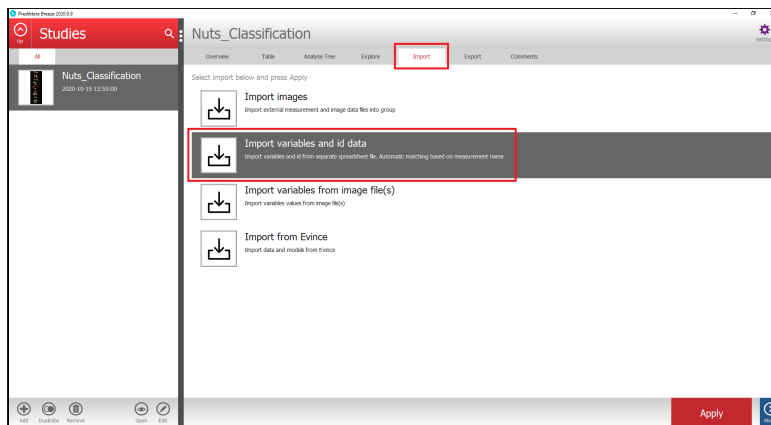 Prediktera Breeze 2020.0.9
Up
Studies
All
Nuts_Classification
2020-10-15 13:55:00
Add
Duplicate
Remove
Open
Edit
Nuts_Classification
Overview
Table
Analyse Tree
Explore
Import
Export
Comments
Select import below and press Apply
Import images
Import external measurement and image data files into group
Import variables and id data
Import variables and id from separate spreadsheet file. Automatic matching based on measurement name
Import variables from image file(s)
Import variables values from image file(s)
Import from Evince
Import data and models from Evince
Apply